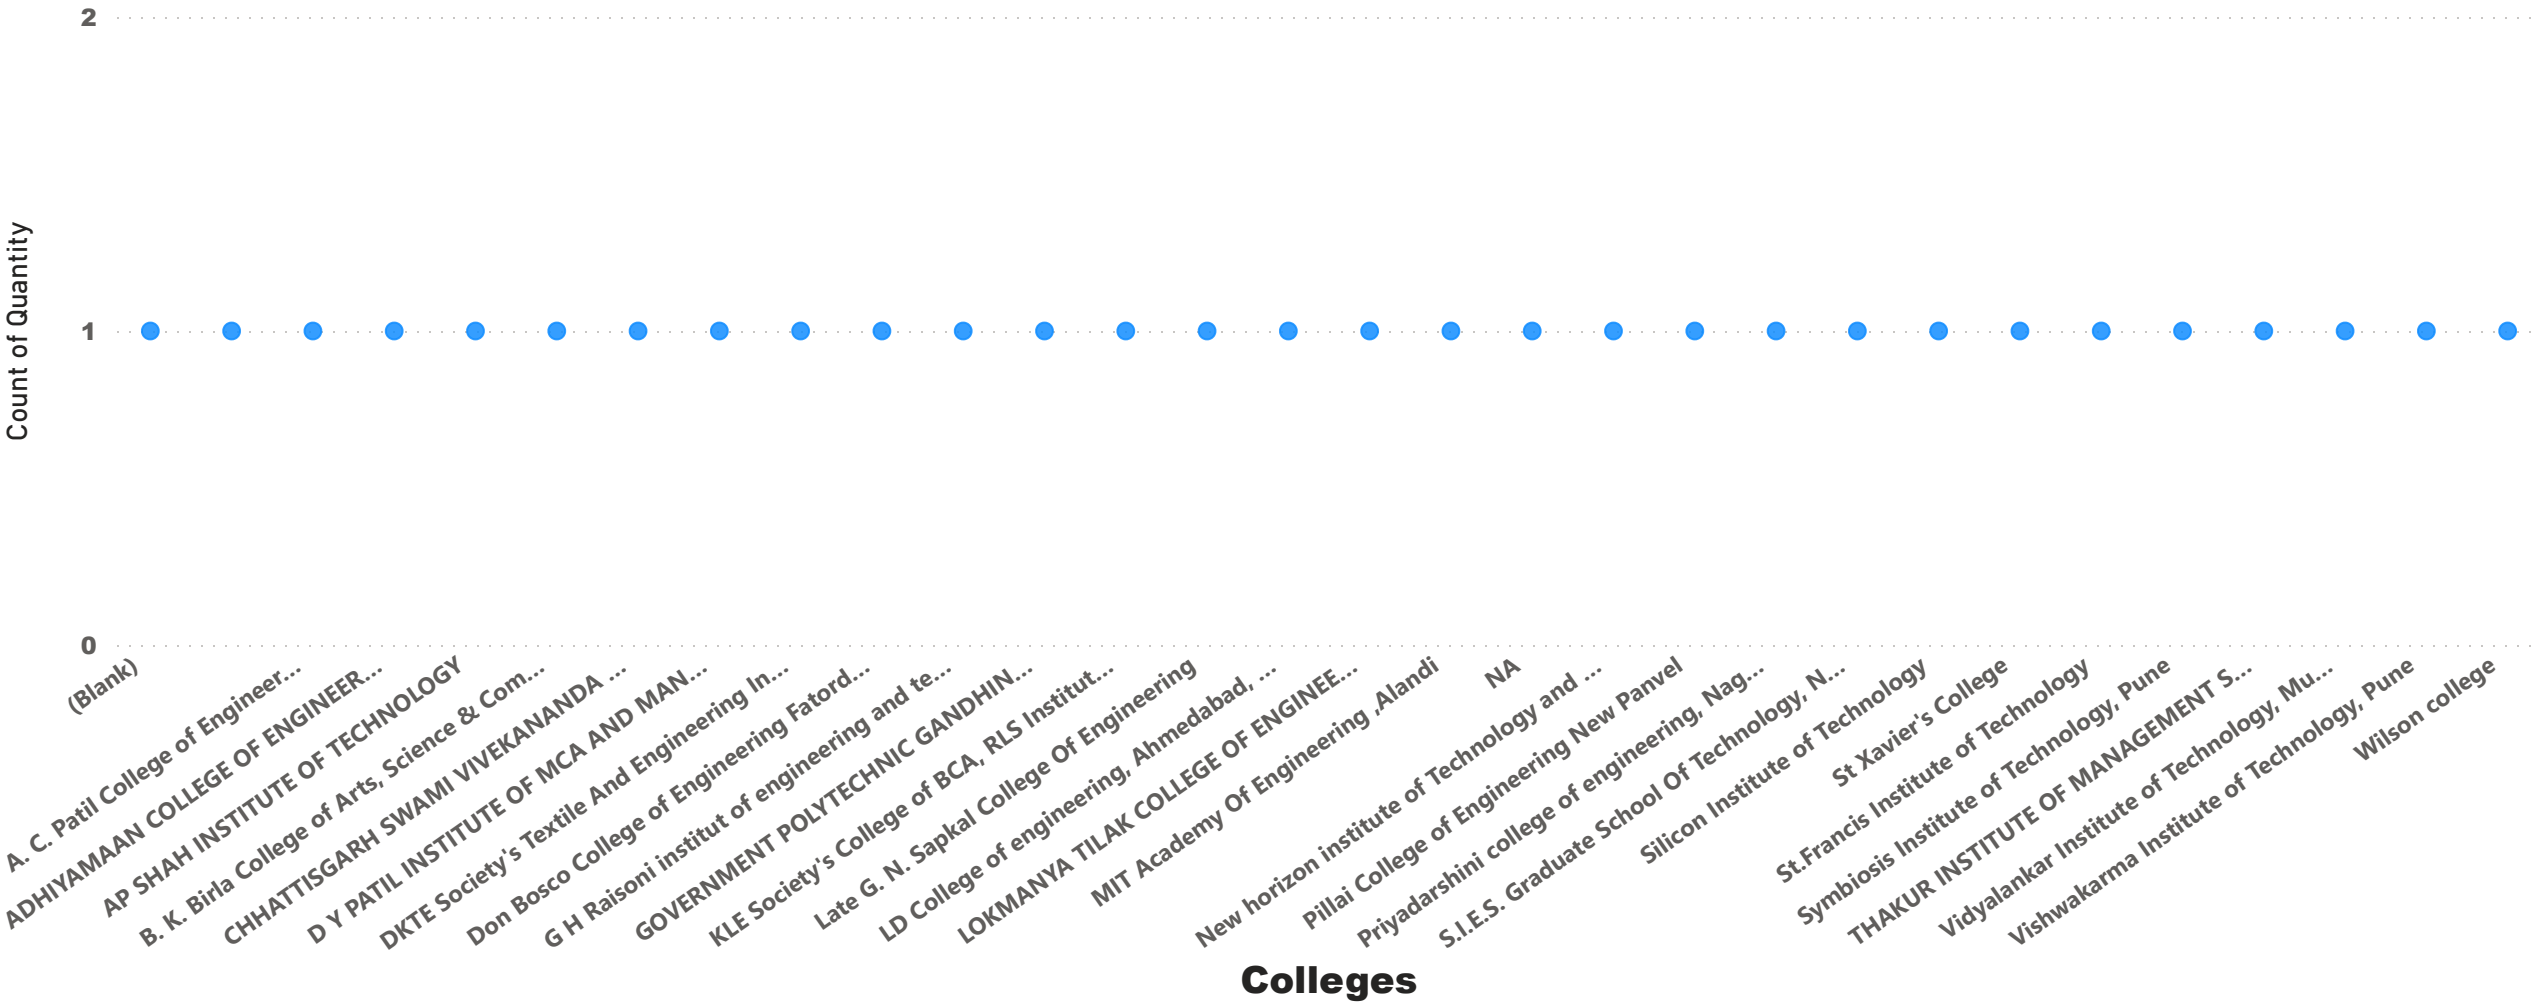 2
1
0
Count of Quantity
(Blank)
A. C. Patil College of Engineer...
ADHIYAMAAN COLLEGE OF ENGINEER...
AP SHAH INSTITUTE OF TECHNOLOGY
B. K. Birla College of Arts, Science & Com...
CHHATTISGARH SWAMI VIVEKANANDA ...
D Y PATIL INSTITUTE OF MCA AND MAN...
DKTE Society's Textile And Engineering In...
Don Bosco College of Engineering Fatord...
G H Raisoni institut of engineering and te...
GOVERNMENT POLYTECHNIC GANDHIN...
KLE Society's College of BCA, RLS Institut...
Late G. N. Sapkal College Of Engineering
LD College of engineering, Ahmedabad, ...
LOKMANYA TILAK COLLEGE OF ENGINEE...
MIT Academy Of Engineering ,Alandi
NA
New horizon institute of Technology and ...
Pillai College of Engineering New Panvel
Priyadarshini college of engineering, Nag...
S.I.E.S. Graduate School Of Technology, N...
Silicon Institute of Technology
St Xavier's College
St.Francis Institute of Technology
Symbiosis Institute of Technology, Pune
THAKUR INSTITUTE OF MANAGEMENT S...
Vidyalankar Institute of Technology, Mu...
Vishwakarma Institute of Technology, Pune
Wilson college
Colleges